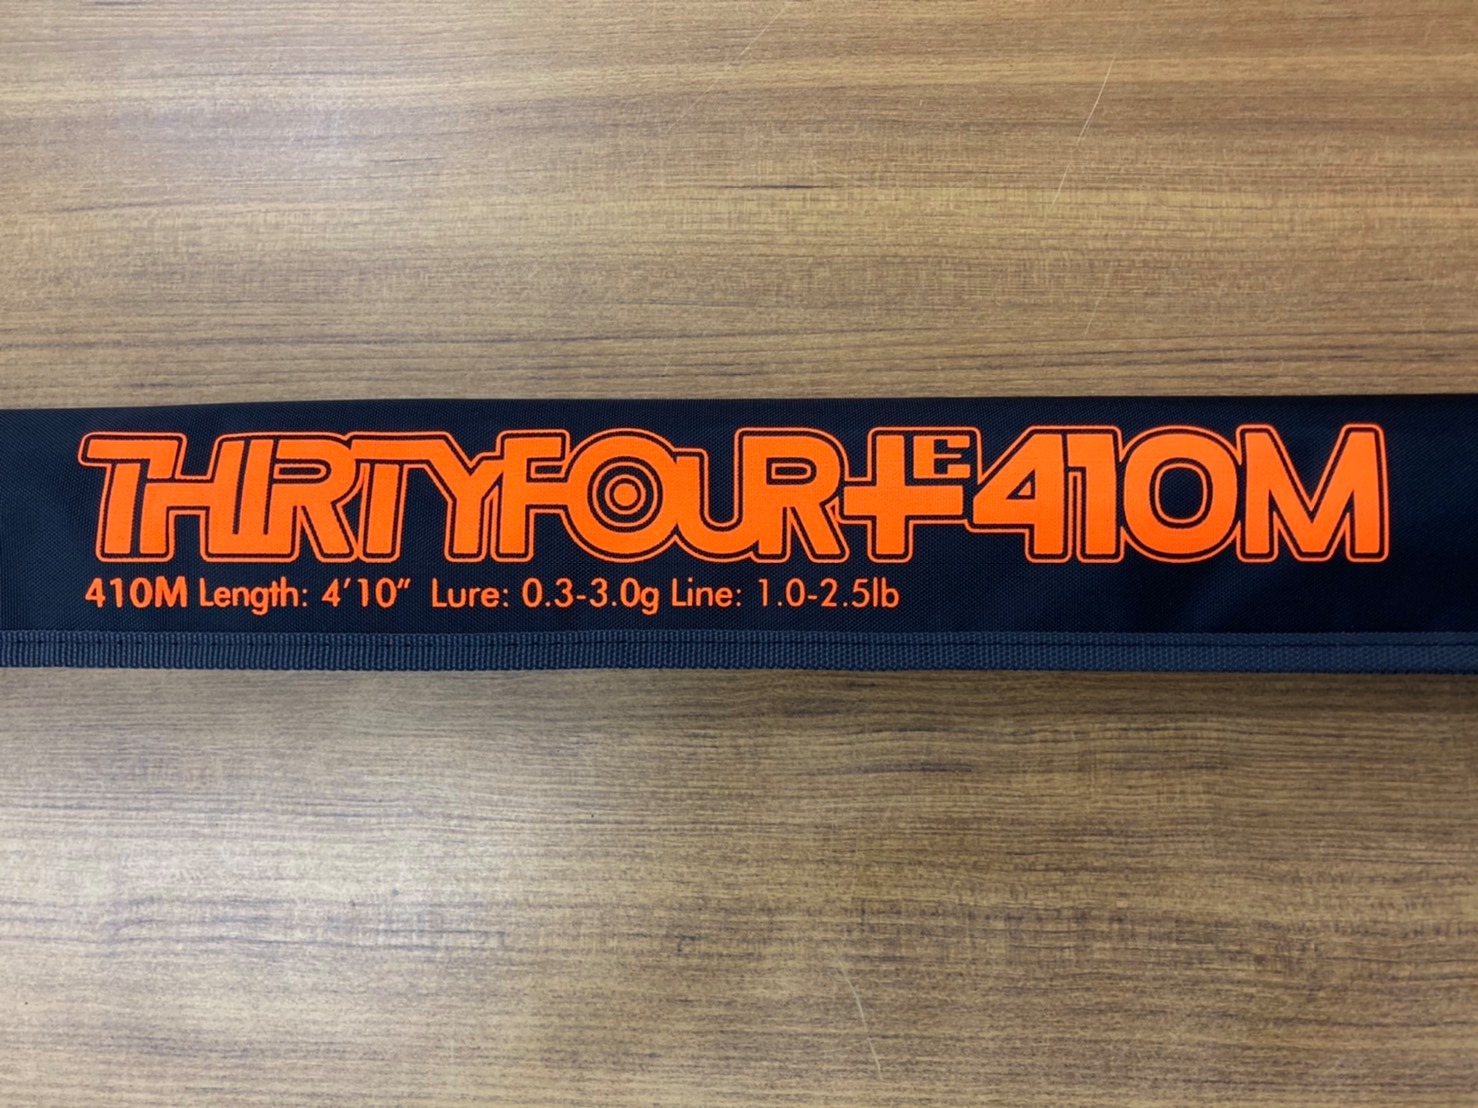 THIRTYFOUR+LE 410M
410M Length: 4'10" Lure: 0.3-3.0g Line: 1.0-2.5lb